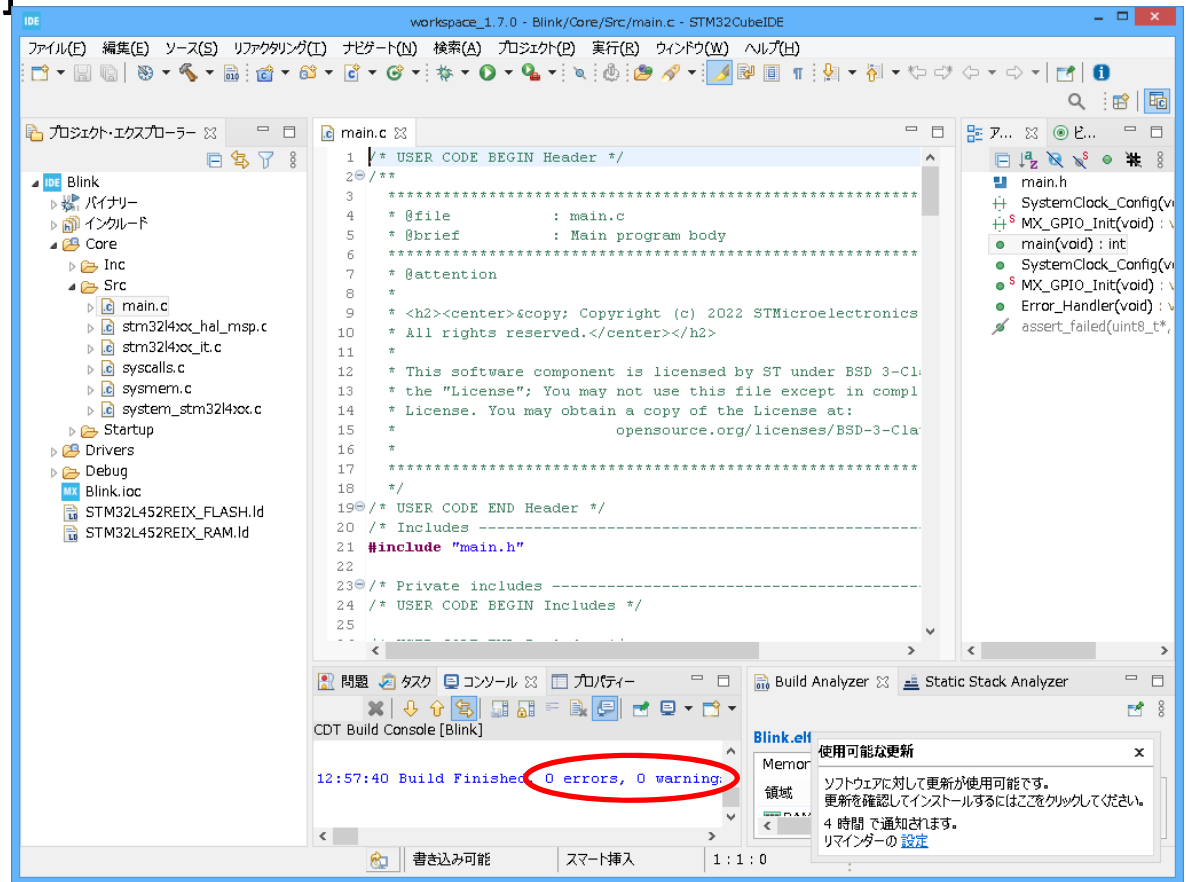 workspace_1.7.0 - Blink/Core/Src/main.c - STM32CubeIDE
ファイル(F) 編集(E) ソース(S) リファクタリング(T) ナビゲート(N) 検索(A) プロジェクト(P) 実行(R) ウィンドウ(W) ヘルプ(H)
プロジェクト・エクスプローラー
Blink
バイナリー
インクルード
Core
Inc
Src
main.c
stm32l4xx_hal_msp.c
stm32l4xx_it.c
syscalls.c
sysmem.c
system_stm32l4xx.c
Startup
Drivers
Debug
Blink.ioc
STM32L452REIX_FLASH.ld
STM32L452REIX_RAM.ld
main.c
1 /* USER CODE BEGIN Header */
2 /**
3 ******************************************************************
4 * @file : main.c
5 * @brief : Main program body
6 ******************************************************************
7 * @attention
8 *
9 * <h2><center>&copy; Copyright (c) 2022 STMicroelectronics
10 * All rights reserved.</center></h2>
11 *
12 * This software component is licensed by ST under BSD 3-Cl
13 * the "License"; You may not use this file except in compl
14 * License. You may obtain a copy of the License at:
15 * opensource.org/licenses/BSD-3-Cla
16 *
17 ******************************************************************
18 */
19 /* USER CODE END Header */
20 /* Includes ------------------------------------------------
21 #include "main.h"
22
23 /* Private includes ----------------------------------------
24 /* USER CODE BEGIN Includes */
25
ア... ビ...
main.h
SystemClock_Config(v
MX_GPIO_Init(void) : v
main(void) : int
SystemClock_Config(v
MX_GPIO_Init(void) : v
Error_Handler(void) : v
assert_failed(uint8_t*,
問題 タスク コンソール プロパティー
CDT Build Console [Blink]
12:57:40 Build Finished. 0 errors, 0 warning
Build Analyzer Static Stack Analyzer
Blink.elf
Memor
領域
RAM
使用可能な更新 x
ソフトウェアに対して更新が使用可能です。
更新を確認してインストールするにはここをクリックしてください。
4 時間 で通知されます。
リマインダーの 設定
書き込み可能 スマート挿入 1 : 1 : 0